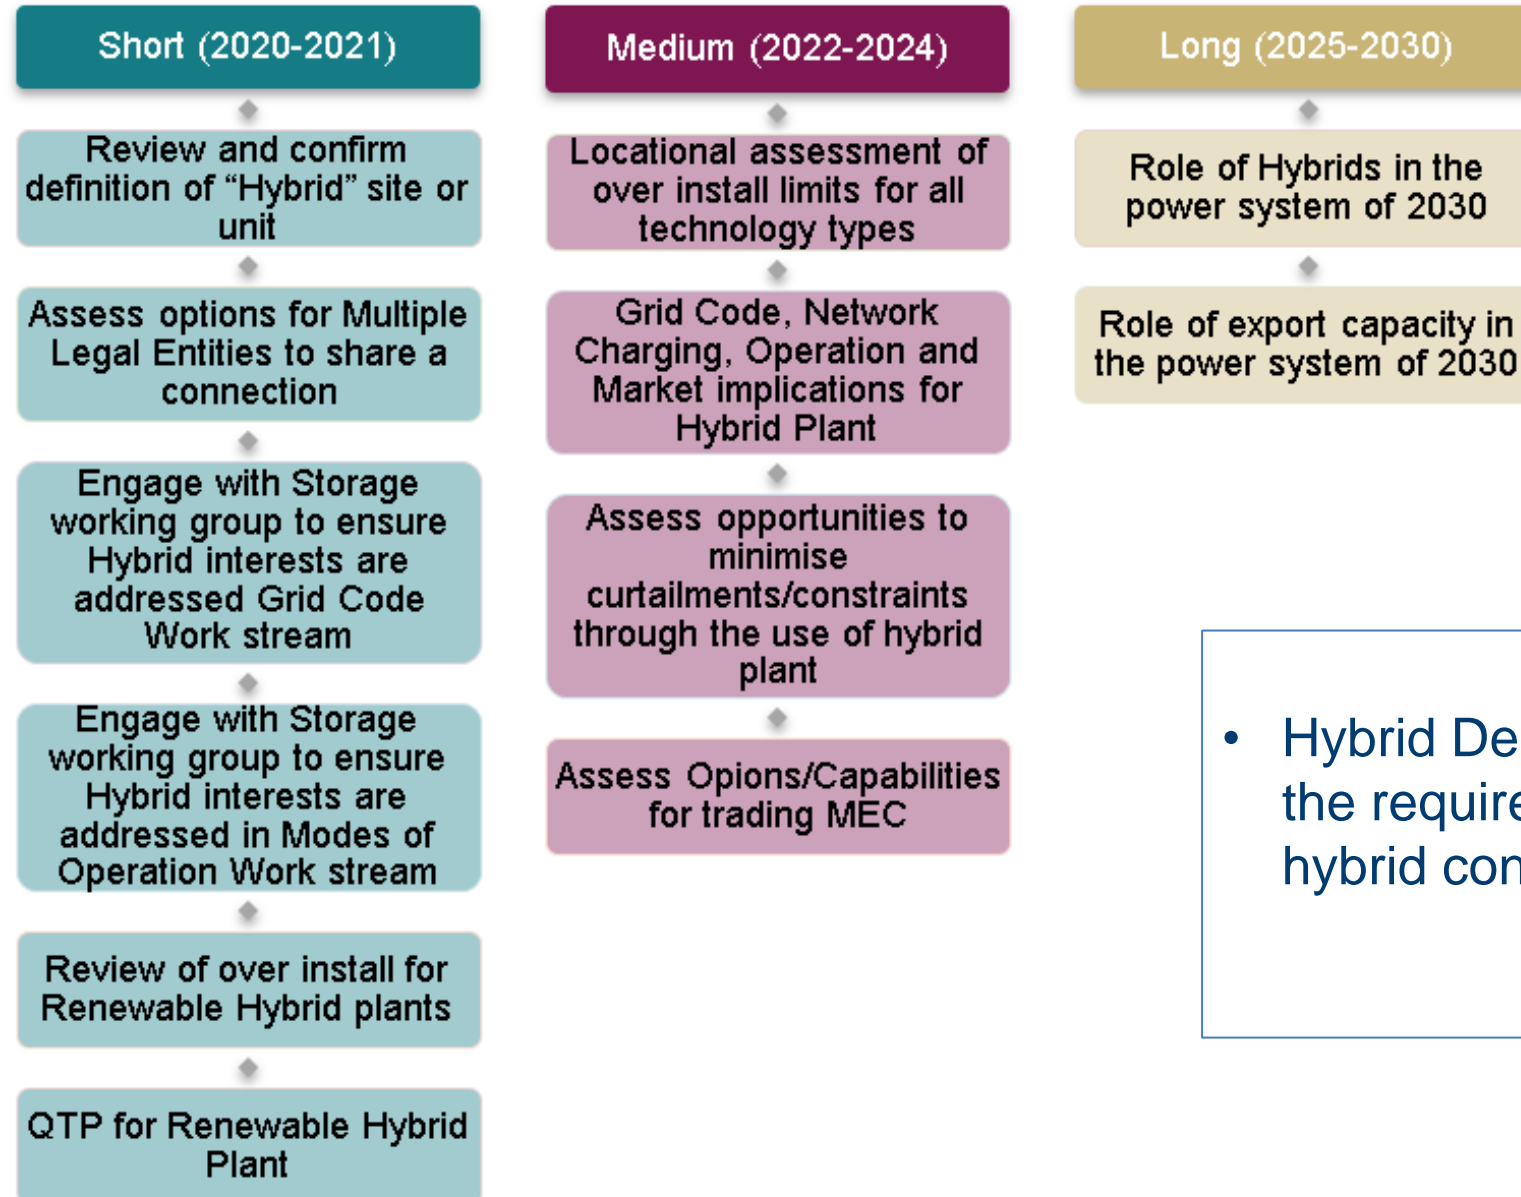 Short (2020-2021)
Review and confirm
definition of “Hybrid” site or
unit
Assess options for Multiple
Legal Entities to share a
connection
Engage with Storage
working group to ensure
Hybrid interests are
addressed Grid Code
Work stream
Engage with Storage
working group to ensure
Hybrid interests are
addressed in Modes of
Operation Work stream
Review of over install for
Renewable Hybrid plants
QTP for Renewable Hybrid
Plant
Medium (2022-2024)
Locational assessment of
over install limits for all
technology types
Grid Code, Network
Charging, Operation and
Market implications for
Hybrid Plant
Assess opportunities to
minimise
curtailments/constraints
through the use of hybrid
plant
Assess Opions/Capabilities
for trading MEC
Long (2025-2030)
Role of Hybrids in the
power system of 2030
Role of export capacity in
the power system of 2030
• Hybrid
the
hybrid